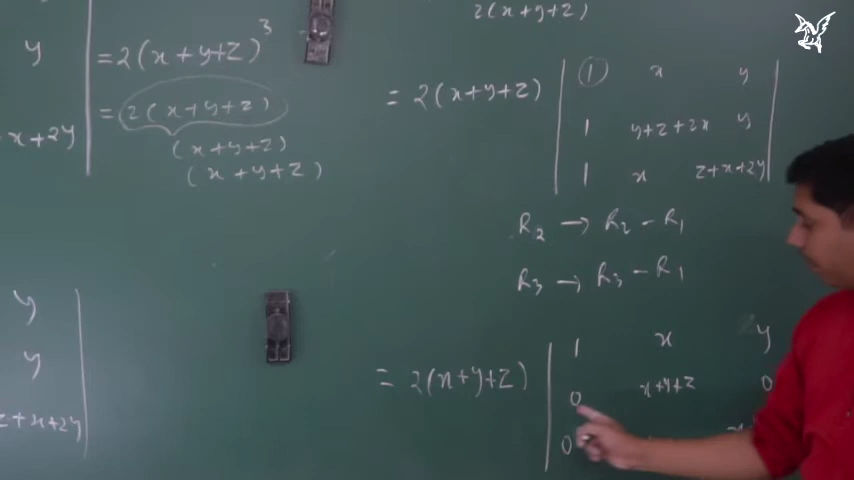 y
= 2(x+y+z)³
= 2(x+y+z)
(x+y+z)
(x+y+z)
x+2y
y
y
z+x+2y
2(x+y+z)
= 2(x+y+z) | 1 x y |
| 1 y+z+2x y |
| 1 x z+x+2y |
R₂ → R₂ - R₁
R₃ → R₃ - R₁
= 2(x+y+z) | 1 x y
0 x+y+z 0
0